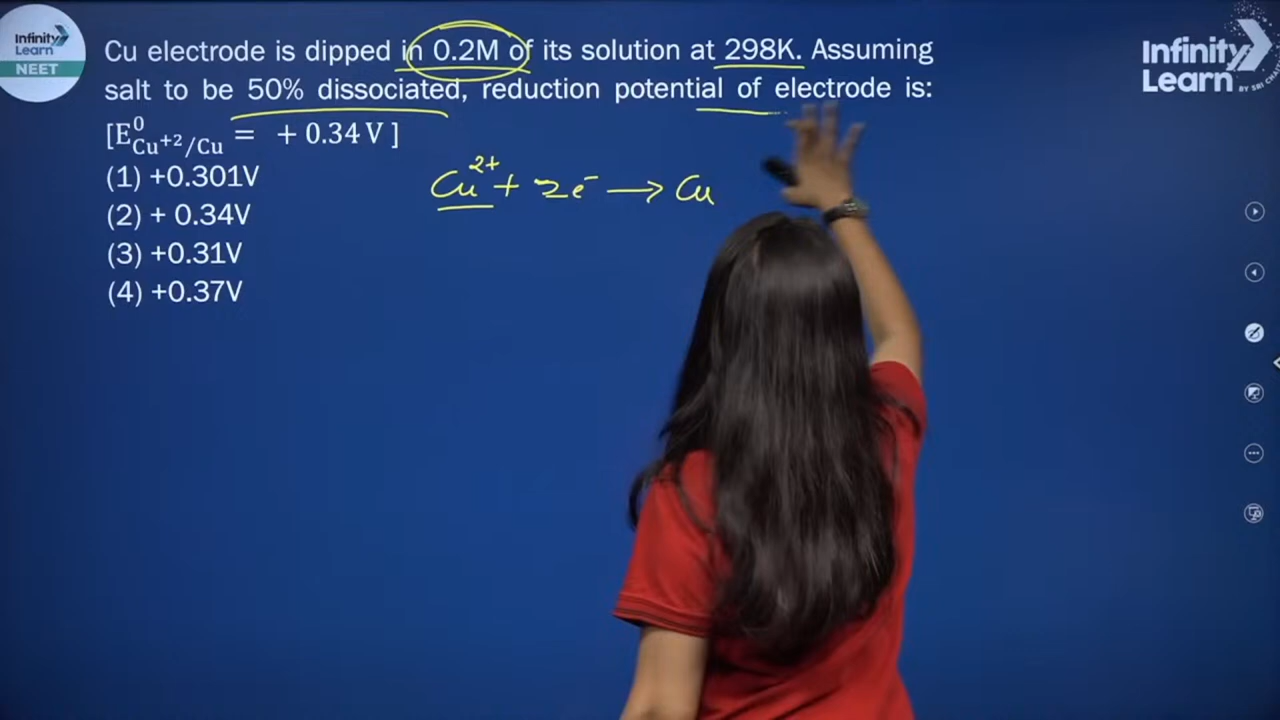 Infinity
Learn
NEET
Cu electrode is dipped in 0.2M of its solution at 298K. Assuming
salt to be 50% dissociated, reduction potential of electrode is:
[E⁰Cu⁺²/Cu = + 0.34 V ]
(1) +0.301V
(2) + 0.34V
(3) +0.31V
(4) +0.37V
Cu²⁺ + 2e⁻ ⟶ Cu
Infinity
Learn